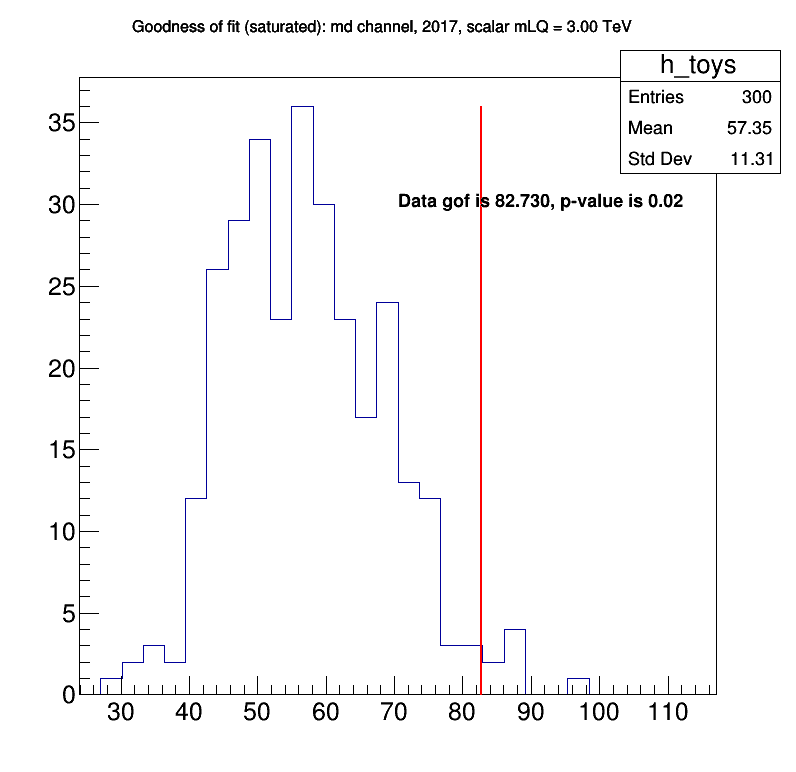 Goodness of fit (saturated): md channel, 2017, scalar mLQ = 3.00 TeV
h_toys
Entries 300
Mean 57.35
Std Dev 11.31
Data gof is 82.730, p-value is 0.02
35
30
25
20
15
10
5
0
30 40 50 60 70 80 90 100 110